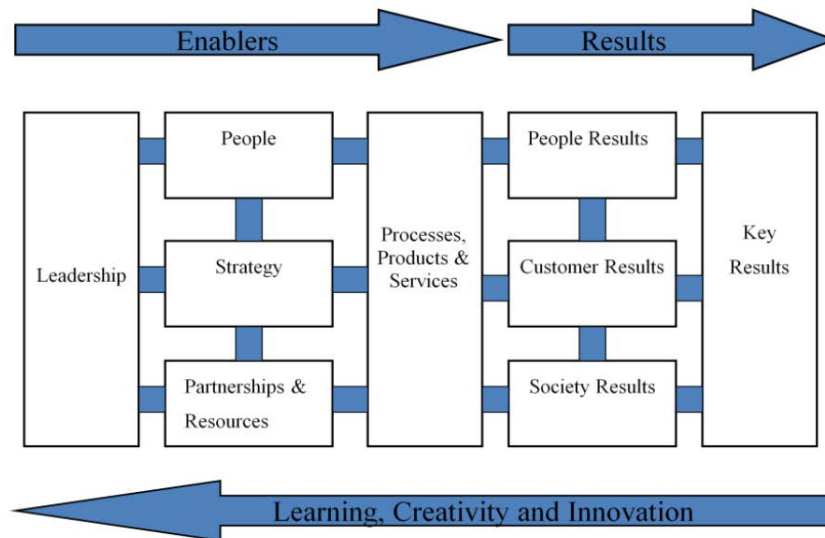 Enablers
Results
Leadership
People
Strategy
Partnerships &
Resources
Processes,
Products &
Services
People Results
Customer Results
Society Results
Key
Results
Learning, Creativity and Innovation